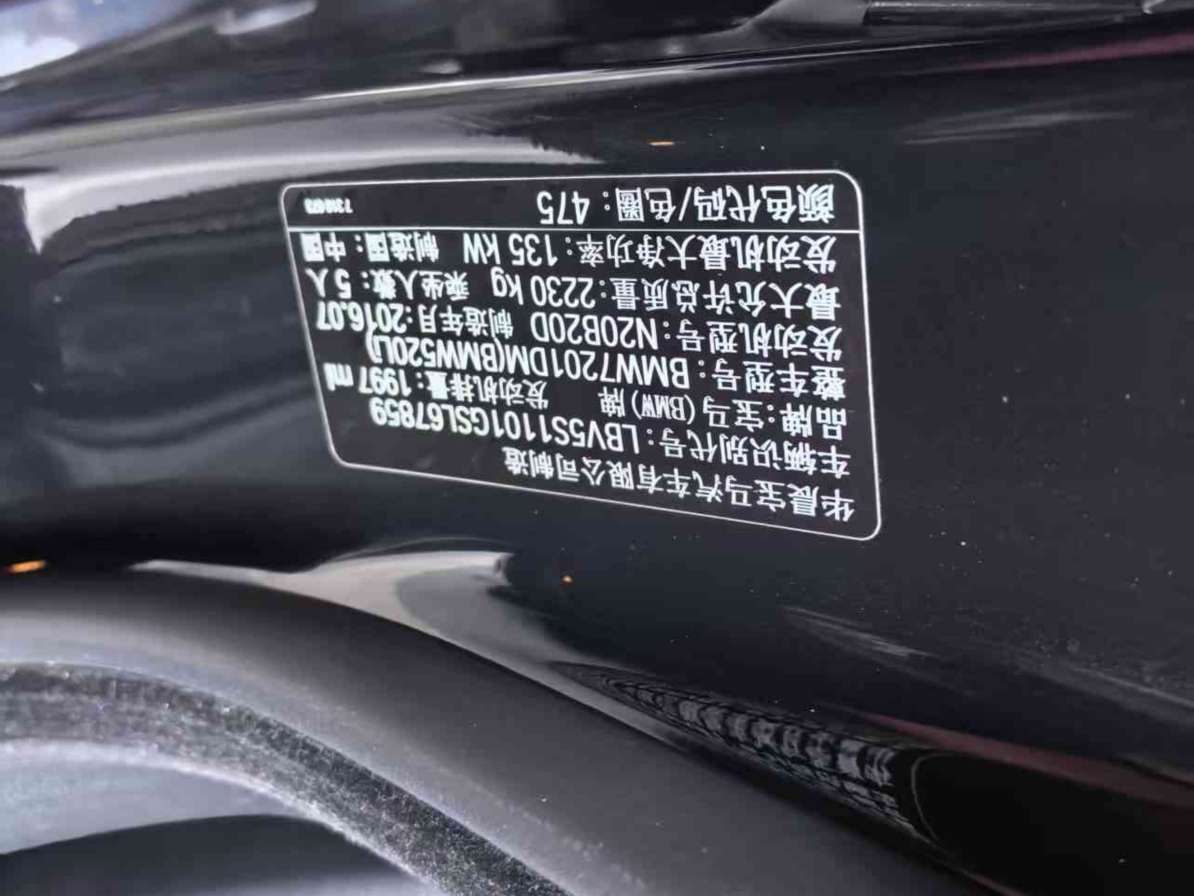 华晨宝马汽车有限公司制造
车辆识别代号：LBV5S1101GSL67859
品牌：宝马(BMW)牌 发动机排量：1997 ml
整车型号：BMW7201DM(BMW520Li)
发动机型号：N20B20D 制造年月：2016.07
最大允许总质量：2230 kg 乘坐人数：5人
发动机最大净功率：135 kW 制造国：中国
颜色代码/色圈：475